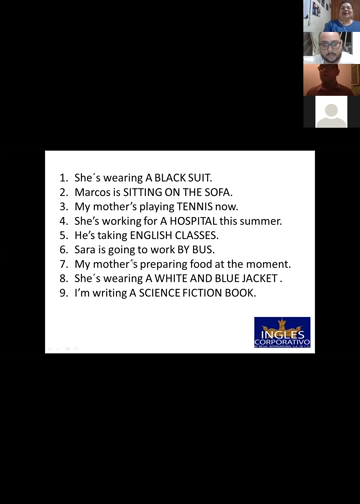 1. She´s wearing A BLACK SUIT.
2. Marcos is SITTING ON THE SOFA.
3. My mother's playing TENNIS now.
4. She's working for A HOSPITAL this summer.
5. He's taking ENGLISH CLASSES.
6. Sara is going to work BY BUS.
7. My mother´s preparing food at the moment.
8. She´s wearing A WHITE AND BLUE JACKET .
9. I'm writing A SCIENCE FICTION BOOK.
INGLES
CORPORATIVO